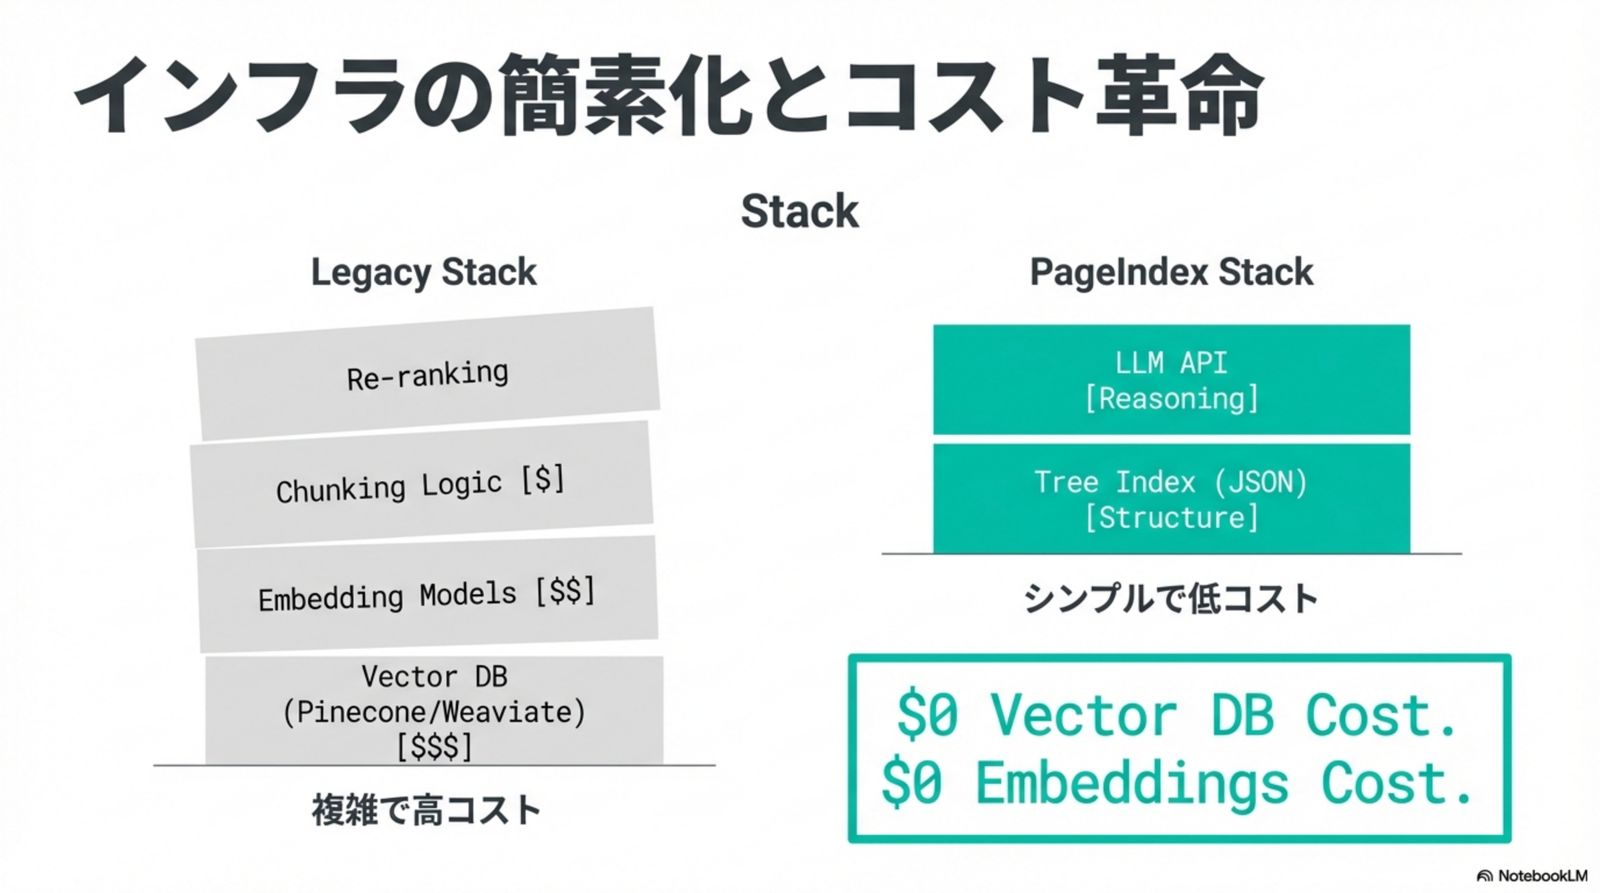 インフラの簡素化とコスト革命
Stack
Legacy Stack
Re-ranking
Chunking Logic [$]
Embedding Models [$$]
Vector DB
(Pinecone/Weaviate)
[$$$]
複雑で高コスト
PageIndex Stack
LLM API
[Reasoning]
Tree Index (JSON)
[Structure]
シンプルで低コスト
$0 Vector DB Cost.
$0 Embeddings Cost.
NotebookLM